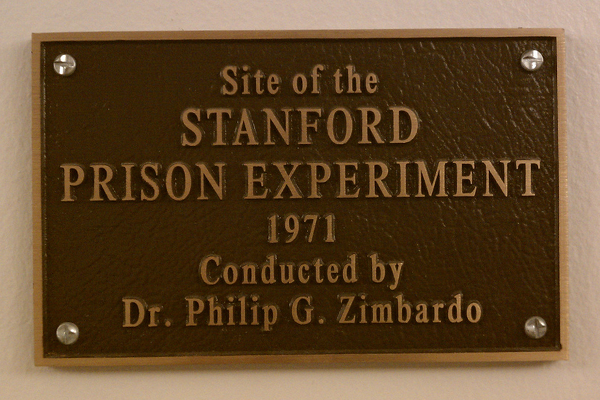 Site of the
STANFORD
PRISON EXPERIMENT
1971
Conducted by
Dr. Philip G. Zimbardo